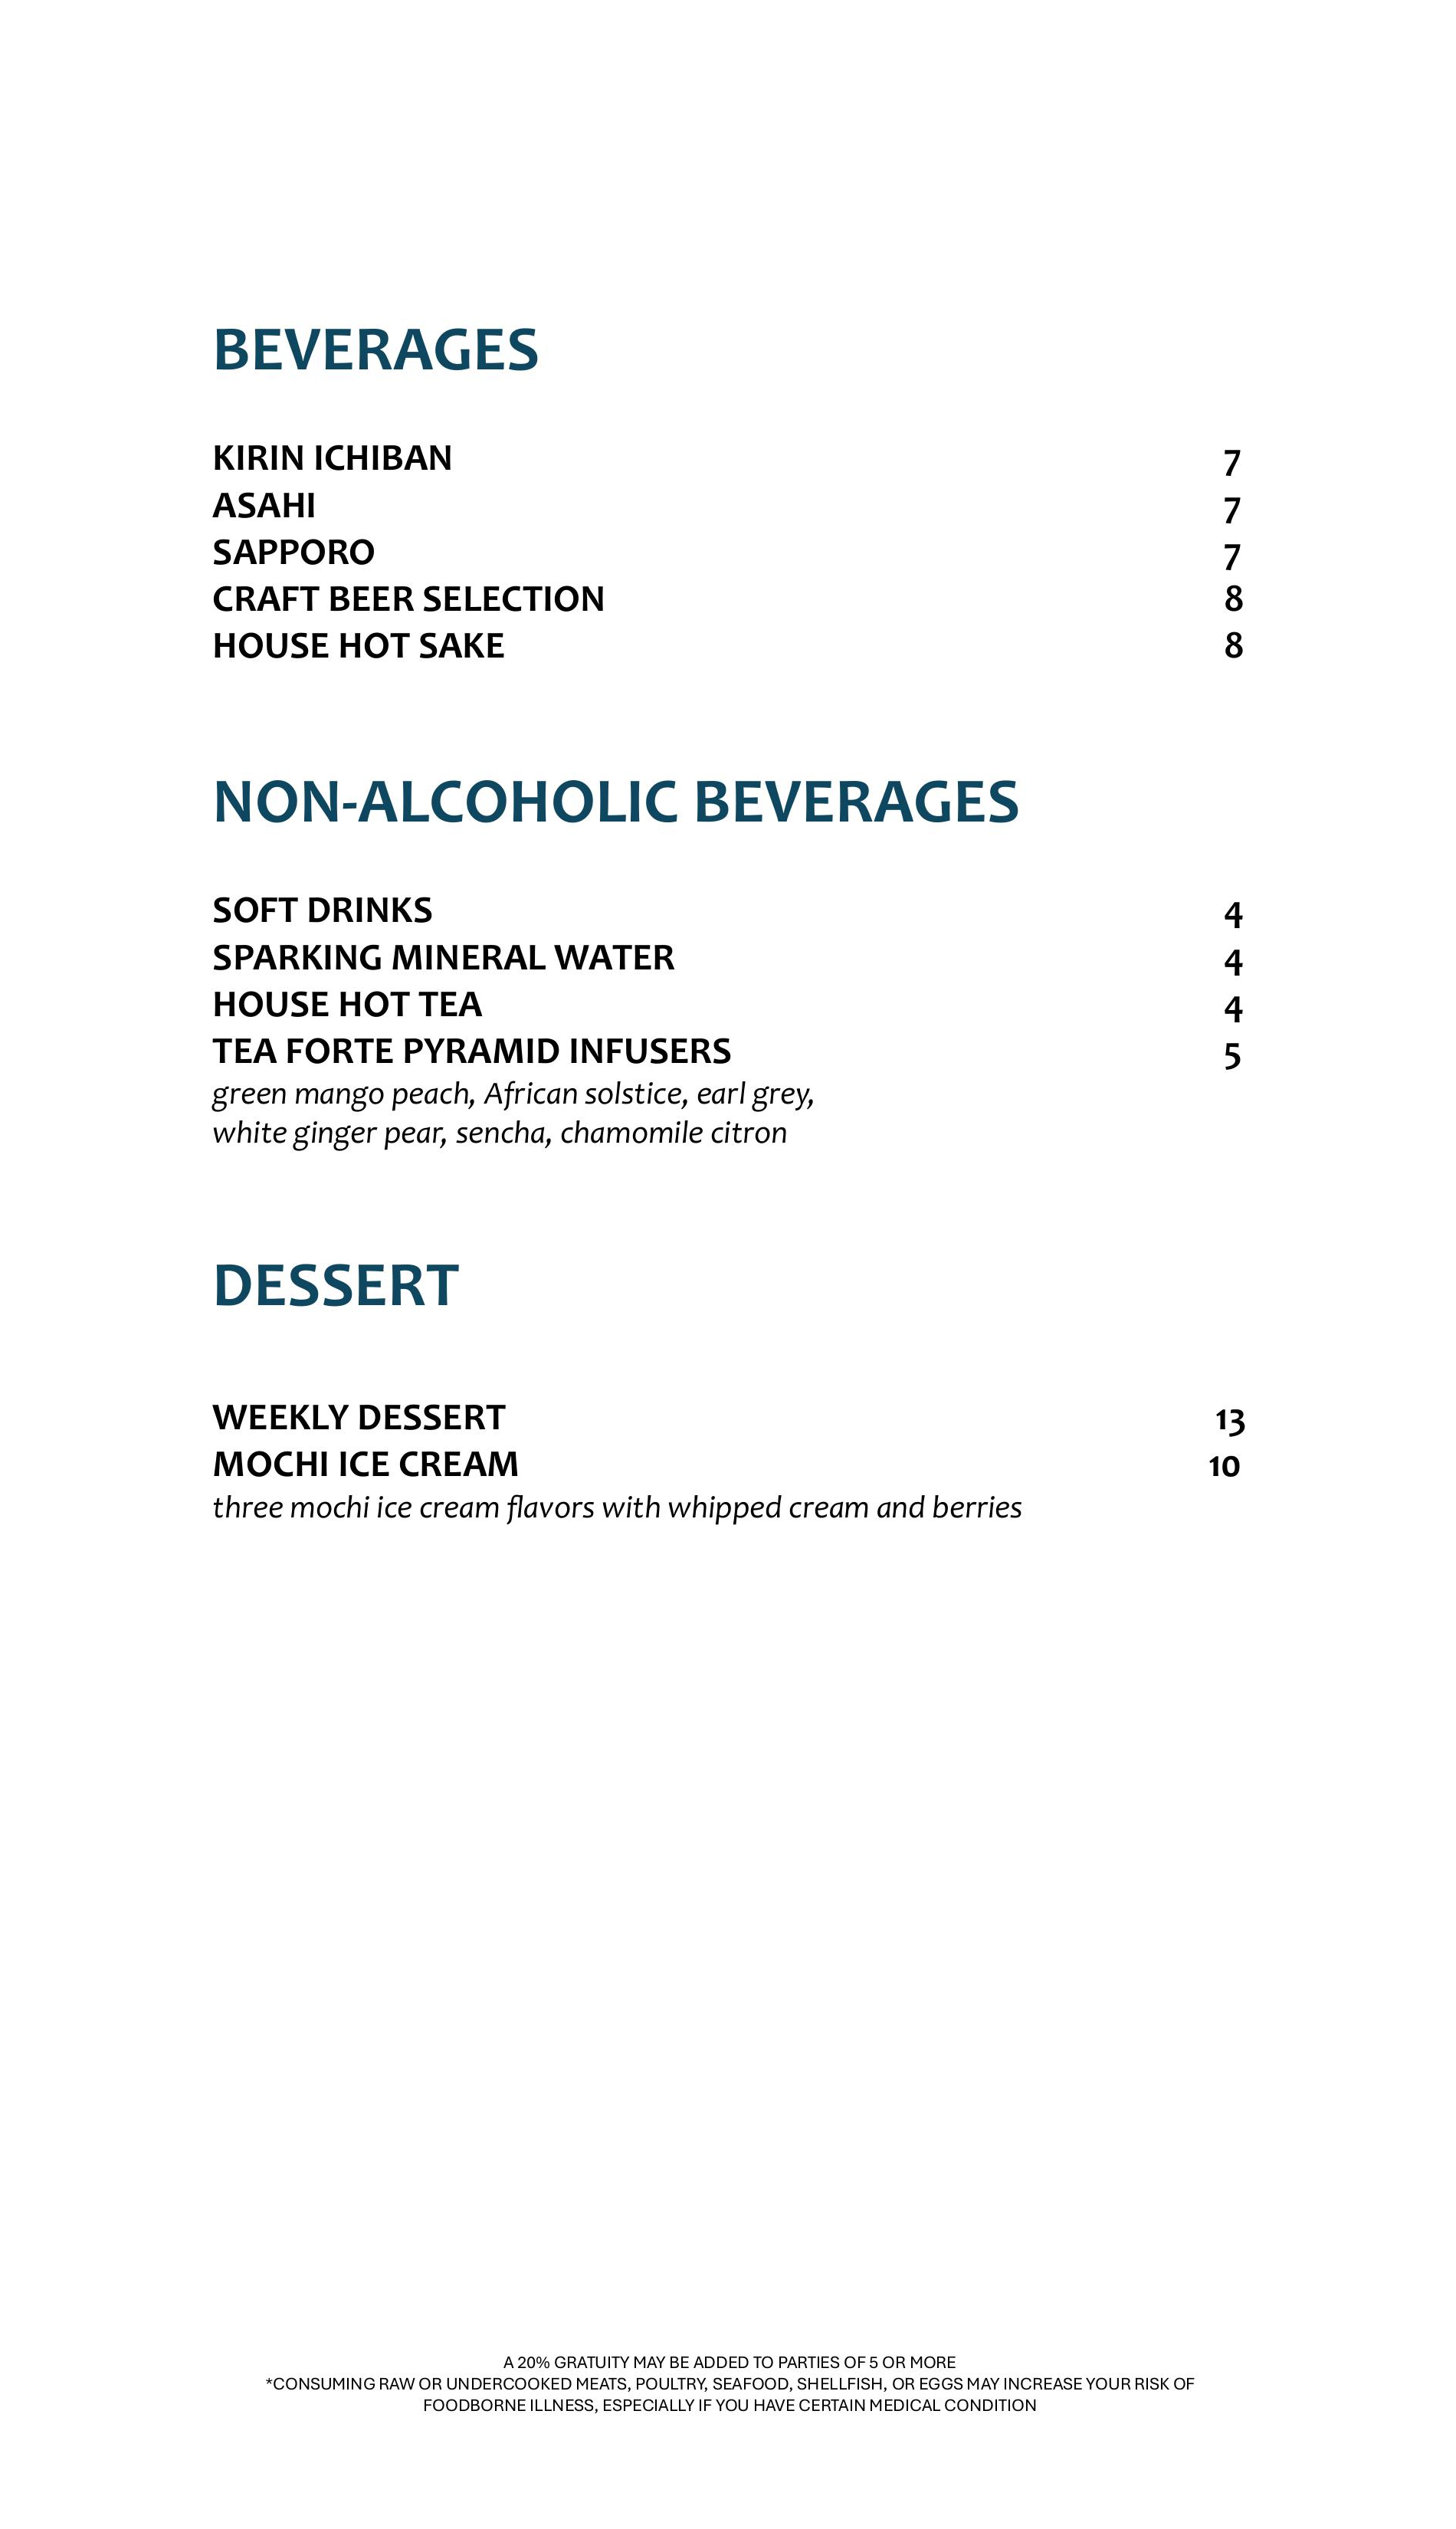 BEVERAGES
KIRIN ICHIBAN 7
ASAHI 7
SAPPORO 7
CRAFT BEER SELECTION 8
HOUSE HOT SAKE 8
NON-ALCOHOLIC BEVERAGES
SOFT DRINKS 4
SPARKING MINERAL WATER 4
HOUSE HOT TEA 4
TEA FORTE PYRAMID INFUSERS 5
green mango peach, African solstice, earl grey,
white ginger pear, sencha, chamomile citron
DESSERT
WEEKLY DESSERT 13
MOCHI ICE CREAM 10
three mochi ice cream flavors with whipped cream and berries
A 20% GRATUITY MAY BE ADDED TO PARTIES OF 5 OR MORE
*CONSUMING RAW OR UNDERCOOKED MEATS, POULTRY, SEAFOOD, SHELLFISH, OR EGGS MAY INCREASE YOUR RISK OF
FOODBORNE ILLNESS, ESPECIALLY IF YOU HAVE CERTAIN MEDICAL CONDITION